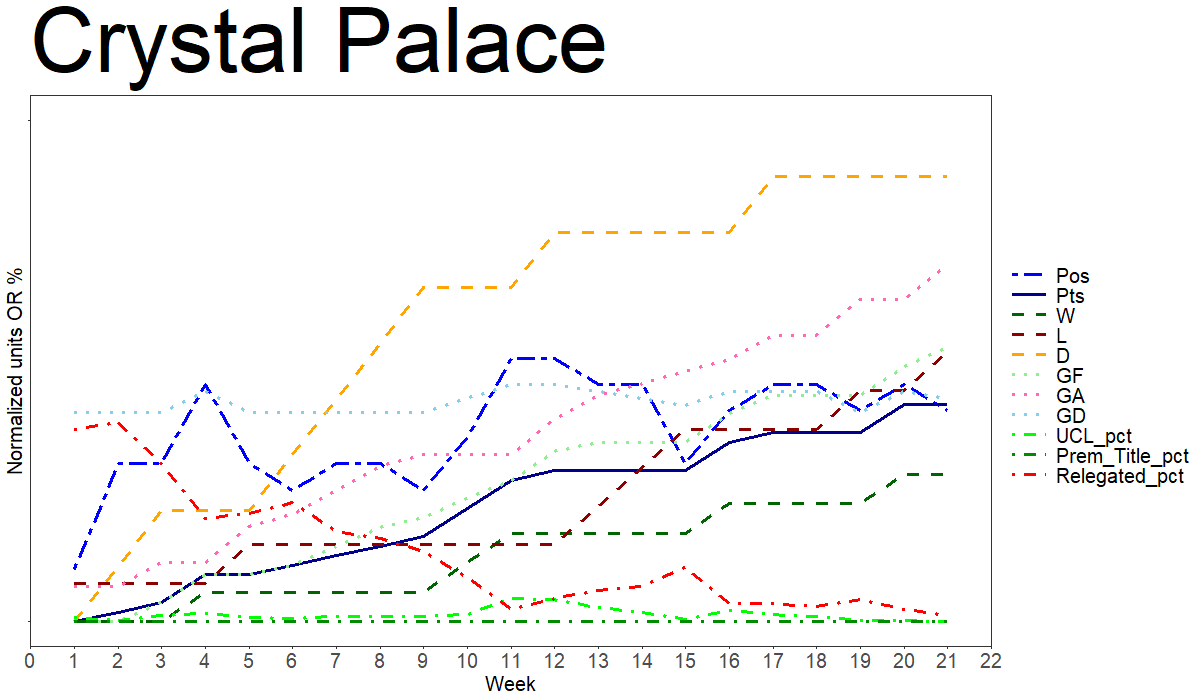 Crystal Palace
Normalized units OR %
Pos
Pts
W
L
D
GF
GA
GD
UCL_pct
Prem_Title_pct
Relegated_pct
0 1 2 3 4 5 6 7 8 9 10 11 12 13 14 15 16 17 18 19 20 21 22
Week